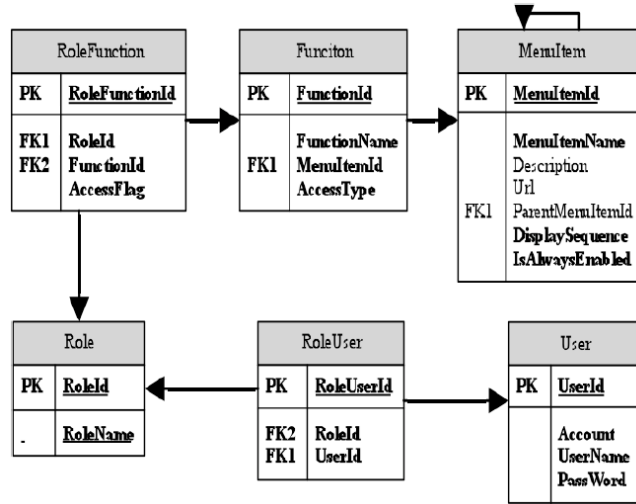 RoleFunction
PK RoleFunctionId
FK1 RoleId
FK2 FunctionId
AccessFlag
Funciton
PK FunctionId
FunctionName
FK1 MenuItemId
AccessType
MenuItem
PK MenuItemId
MenuItemName
Description
Url
FK1 ParentMenuItemId
DisplaySequence
IsAlwaysEnabled
Role
PK RoleId
RoleName
RoleUser
PK RoleUserId
FK2 RoleId
FK1 UserId
User
PK UserId
Account
UserName
PassWord